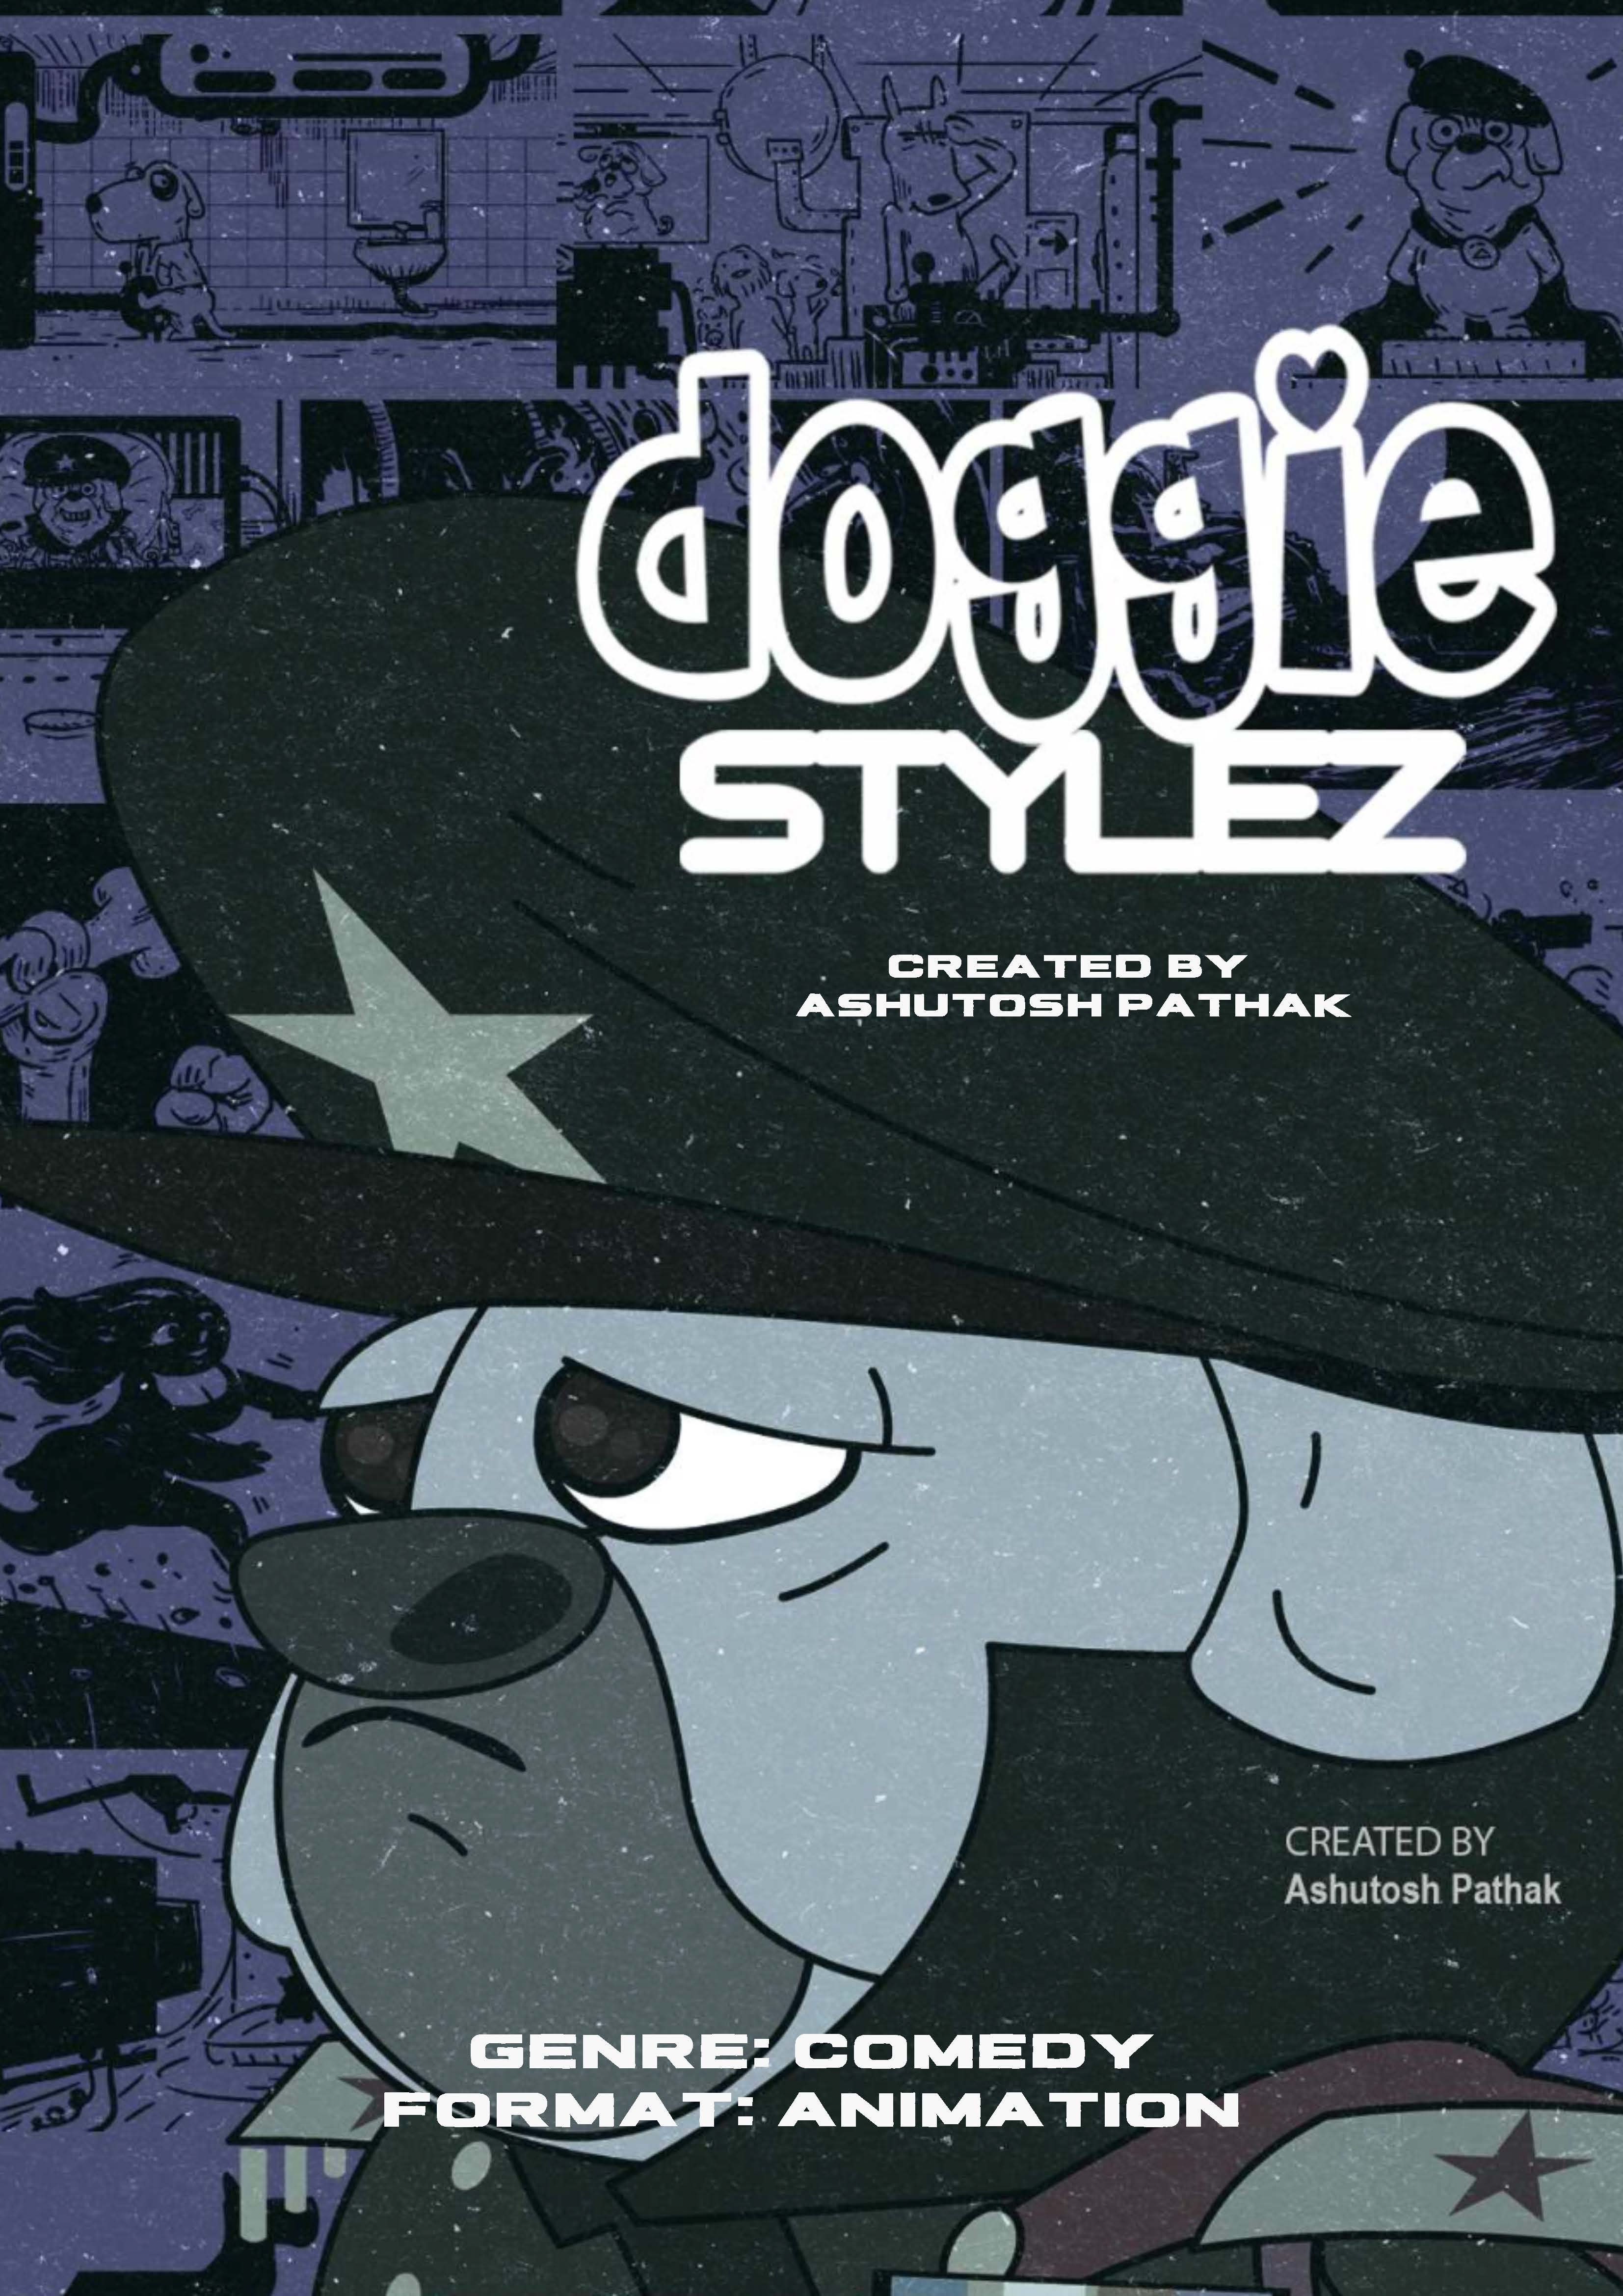 doggie
STYLEZ
CREATED BY
ASHUTOSH PATHAK
CREATED BY
Ashutosh Pathak
GENRE: COMEDY
FORMAT: ANIMATION